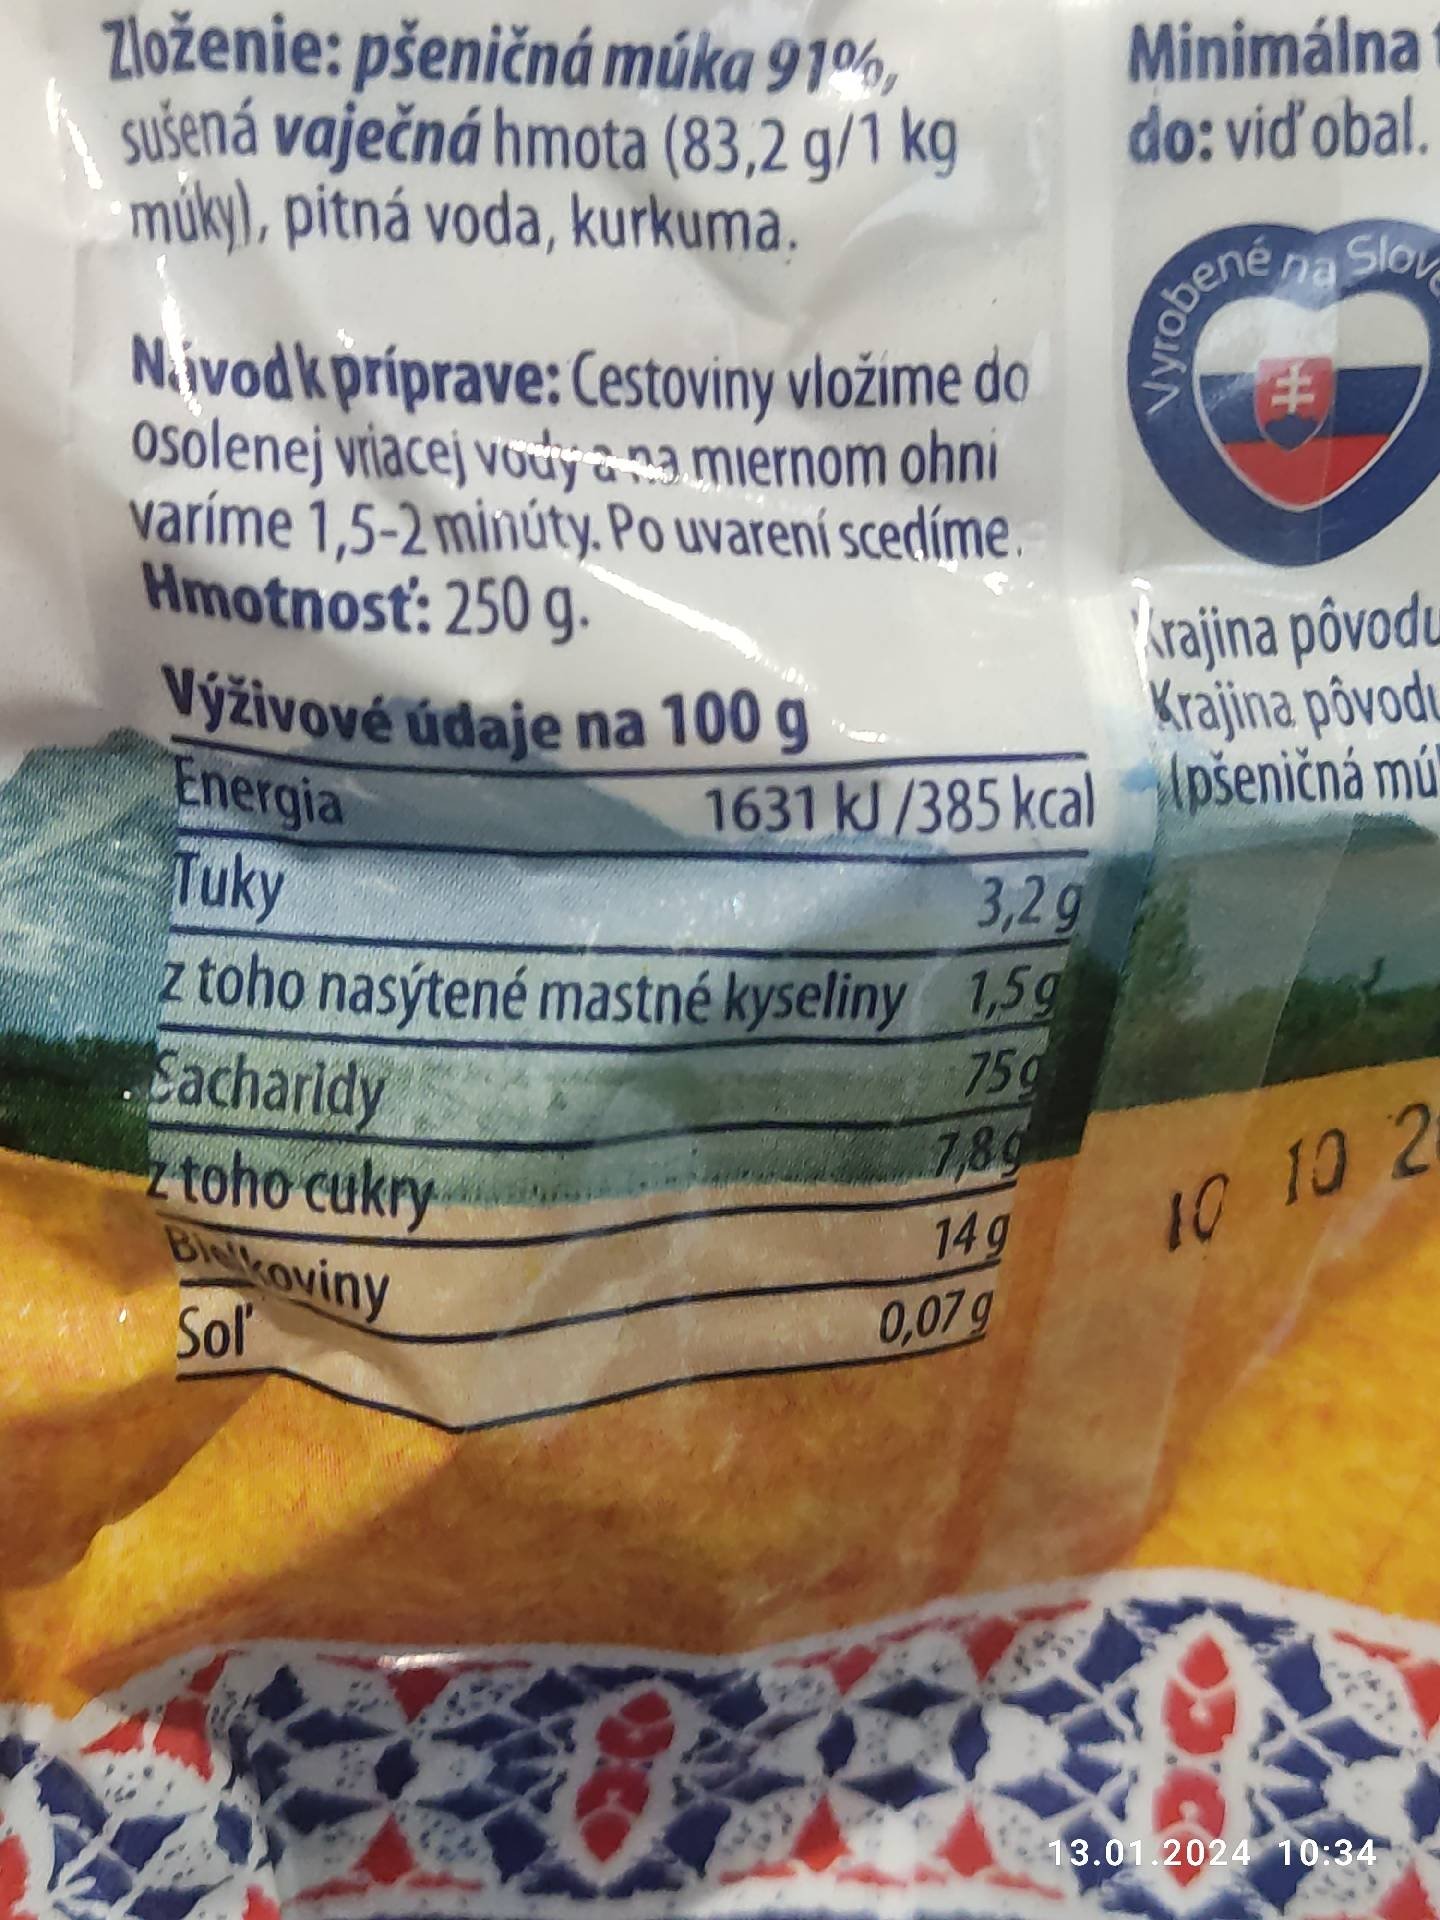 Zloženie: pšeničná múka 91%,
sušená vaječná hmota (83,2 g/1 kg
múky), pitná voda, kurkuma.
Návod k príprave: Cestoviny vložíme do
osolenej vriacej vody a na miernom ohni
varíme 1,5-2 minúty. Po uvarení scedíme.
Hmotnosť: 250 g.
Výživové údaje na 100 g
Energia 1631 kJ /385 kcal
Tuky 3,2 g
z toho nasýtené mastné kyseliny 1,5 g
Sacharidy 75 g
z toho cukry 7,8 g
Bielkoviny 14 g
Soľ 0,07 g
Minimálna
do: viď obal.
Vyrobené na Slove
Krajina pôvodu
Krajina pôvodu
(pšeničná mú
10 10 2
13.01.2024 10:34